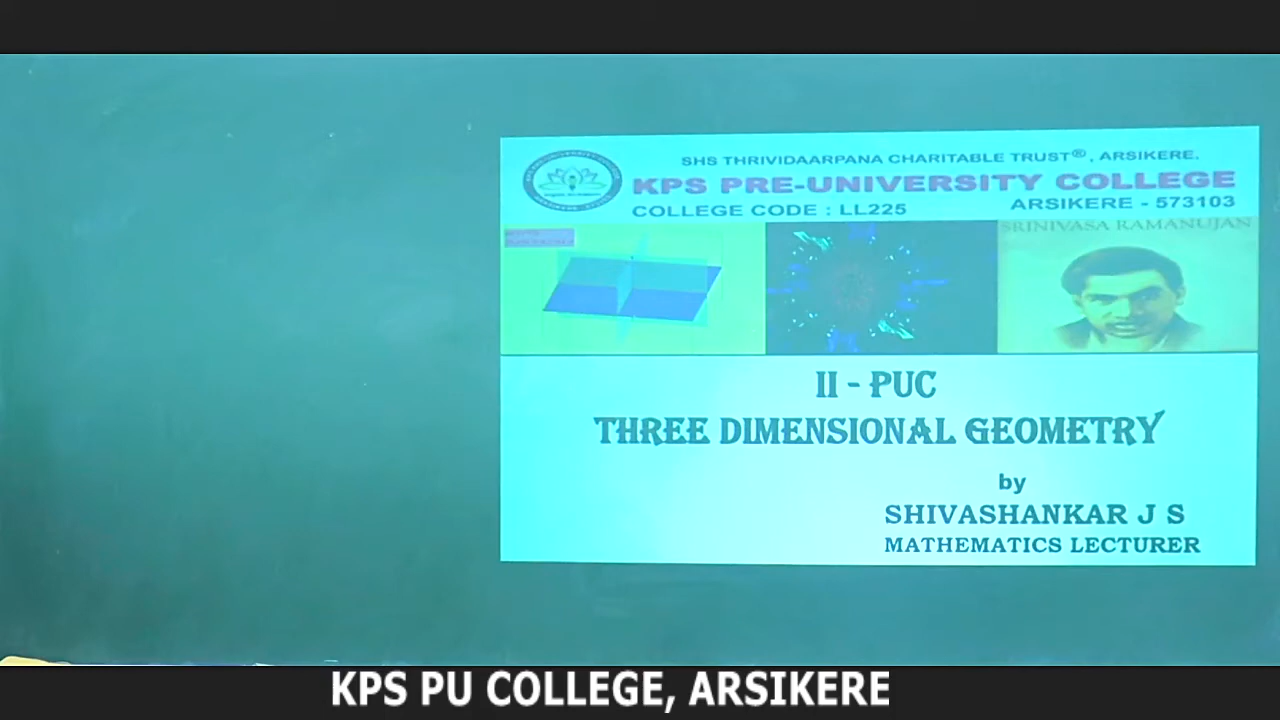 SHS THRIVIDAARPANA CHARITABLE TRUST®, ARSIKERE.
KPS PRE-UNIVERSITY COLLEGE
COLLEGE CODE : LL225
ARSIKERE - 573103
SRINIVASA RAMANUJAN
II - PUC
THREE DIMENSIONAL GEOMETRY
by
SHIVASHANKAR J S
MATHEMATICS LECTURER
KPS PU COLLEGE, ARSIKERE